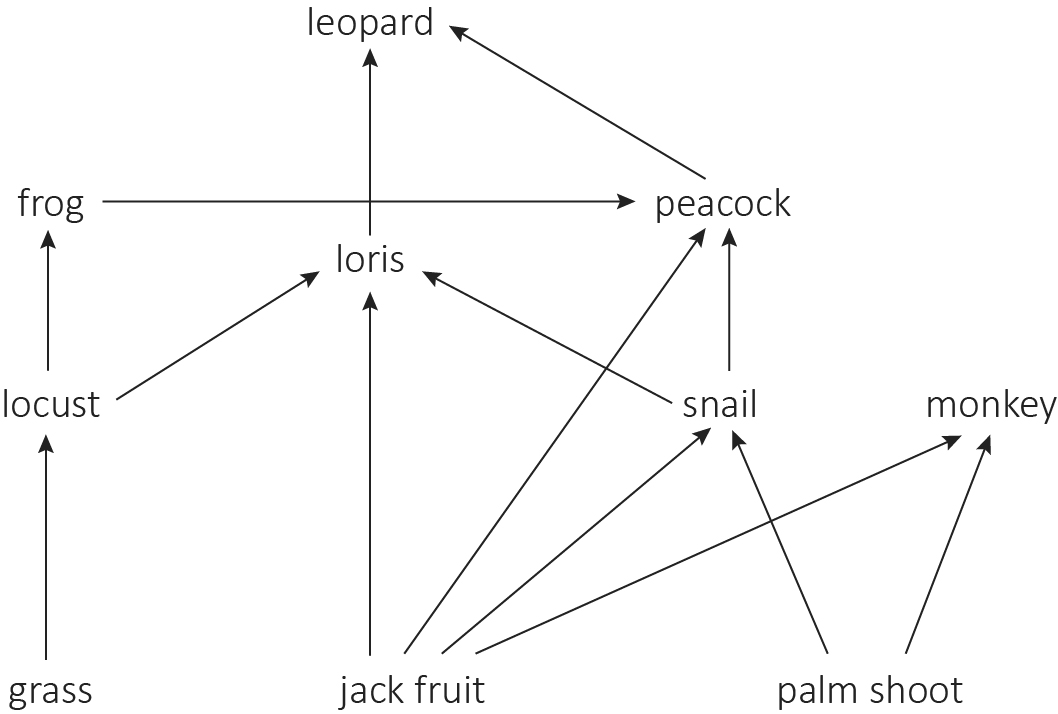 leopard
frog
peacock
loris
locust
snail
monkey
grass
jack fruit
palm shoot